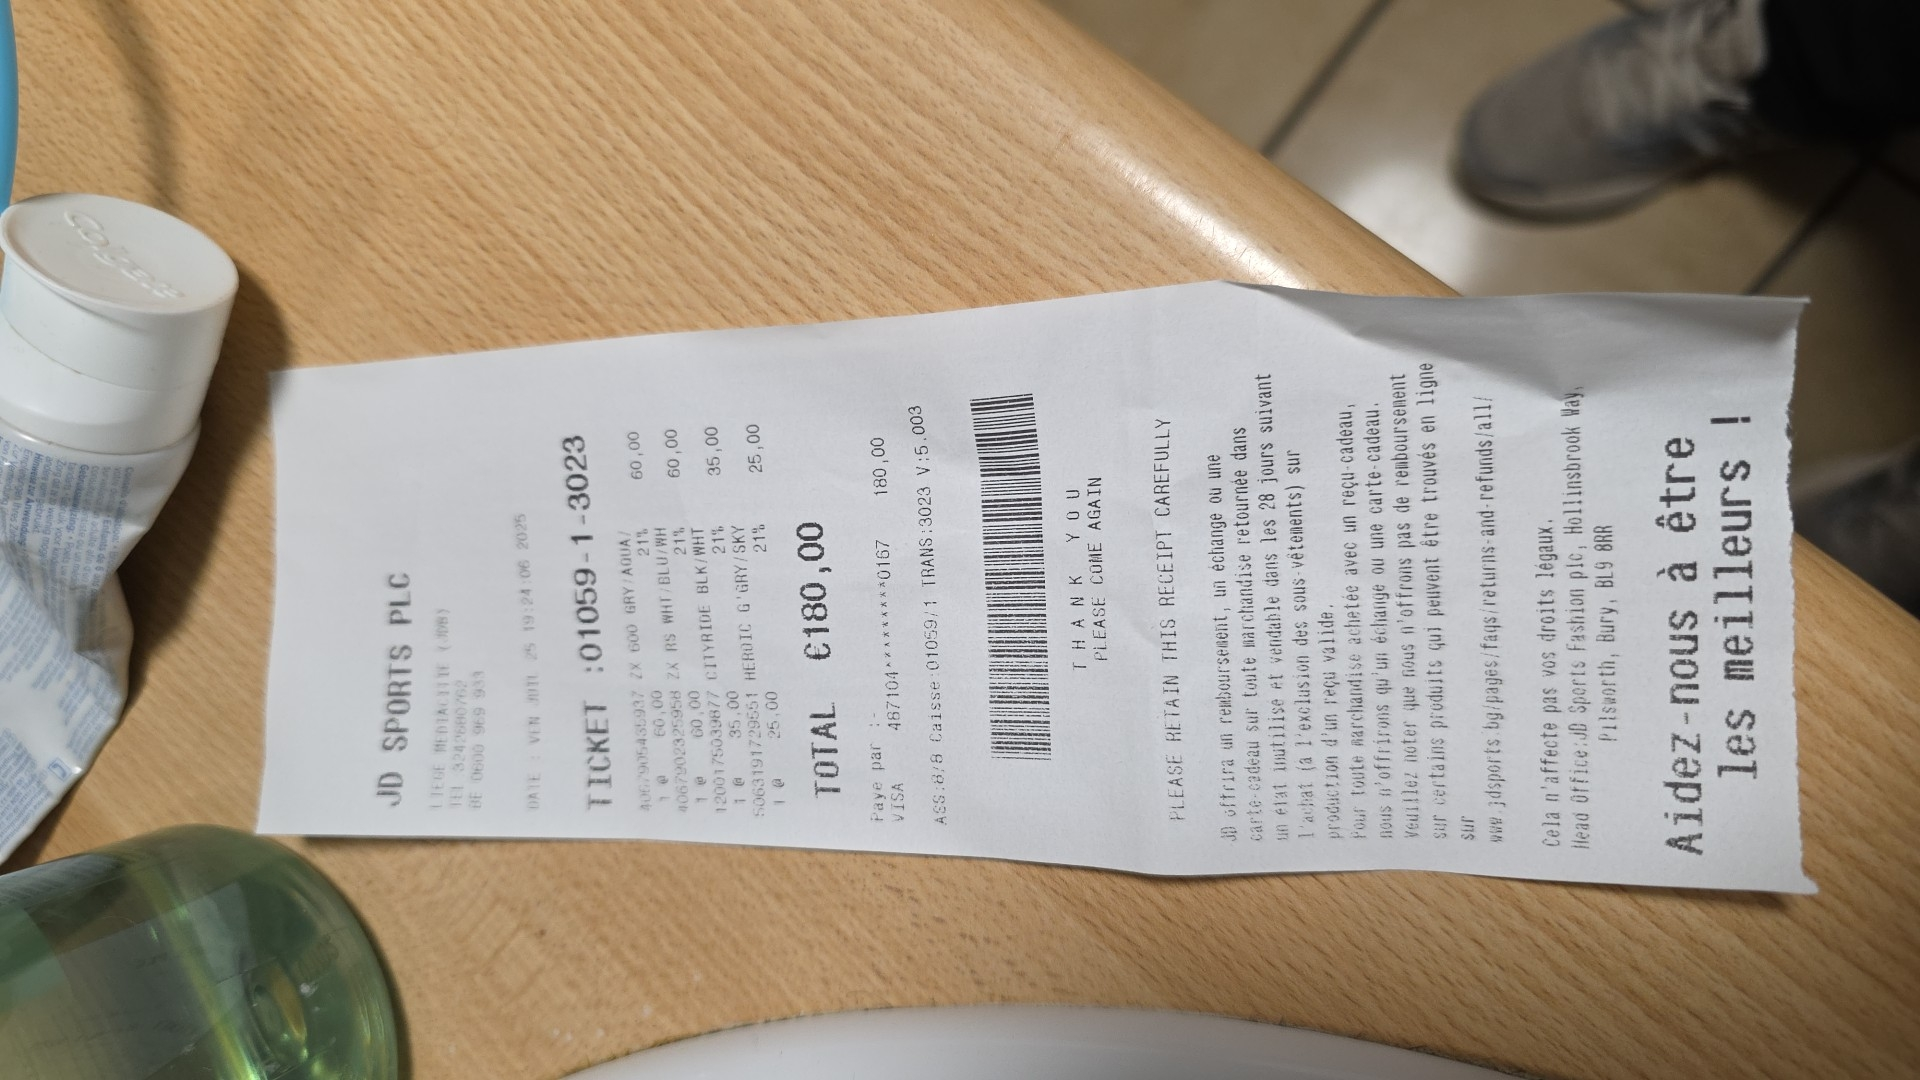 JD SPORTS PLC
LIEGE MEDIACITE (JDB)
TEL 3242880762
BE 0600 969 931
DATE : VEN JUIL 25 19:24:06 2025
TICKET :01059-1-3023
4067905435937 ZX 600 GRY/AQUA/
1 @ 60,00 21% 60,00
4067902325958 ZX RS WHT/BLU/WH
1 @ 60,00 21% 60,00
1200175039877 CITYRIDE BLK/WHT
1 @ 35,00 21% 35,00
5063191729551 HEROIC G'GRY/SKY
1 @ 25,00 21% 25,00
TOTAL €180,00
Paye par :-
VISA 487104*********0167 180,00
ASS:8/8 Caisse:01059/1 TRANS:3023 V:5.003
T H A N K Y O U
PLEASE COME AGAIN
PLEASE RETAIN THIS RECEIPT CAREFULLY
JD offrira un remboursement, un échange ou une
carte-cadeau sur toute marchandise retournée dans
un état inutilisé et vendable dans les 28 jours suivant
l'achat (à l'exclusion des sous-vêtements) sur
production d'un reçu valide.
Pour toute marchandise achetée avec un reçu-cadeau,
nous n'offrirons qu'un échange ou une carte-cadeau.
Veuillez noter que nous n'offrons pas de remboursement
sur certains produits qui peuvent être trouvés en ligne
sur
www.jdsports.bg/pages/faqs/returns-and-refunds/all/
Cela n'affecte pas vos droits légaux.
Head Office:JD Sports Fashion plc, Hollinsbrook Way,
Pilsworth, Bury, BL9 8RR
Aidez-nous à être
les meilleurs !
Colgate